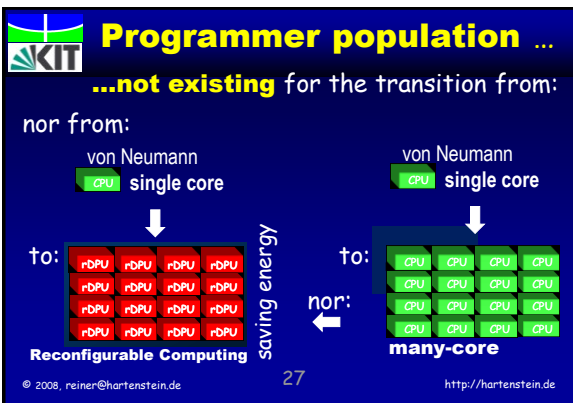 KIT
Programmer population ...
...not existing for the transition from:
nor from:
von Neumann
CPU single core
to:
rDPU rDPU rDPU rDPU
rDPU rDPU rDPU rDPU
rDPU rDPU rDPU rDPU
rDPU rDPU rDPU rDPU
Reconfigurable Computing
saving energy
von Neumann
CPU single core
to:
nor:
CPU CPU CPU CPU
CPU CPU CPU CPU
CPU CPU CPU CPU
CPU CPU CPU CPU
many-core
© 2008, reiner@hartenstein.de
27
http://hartenstein.de